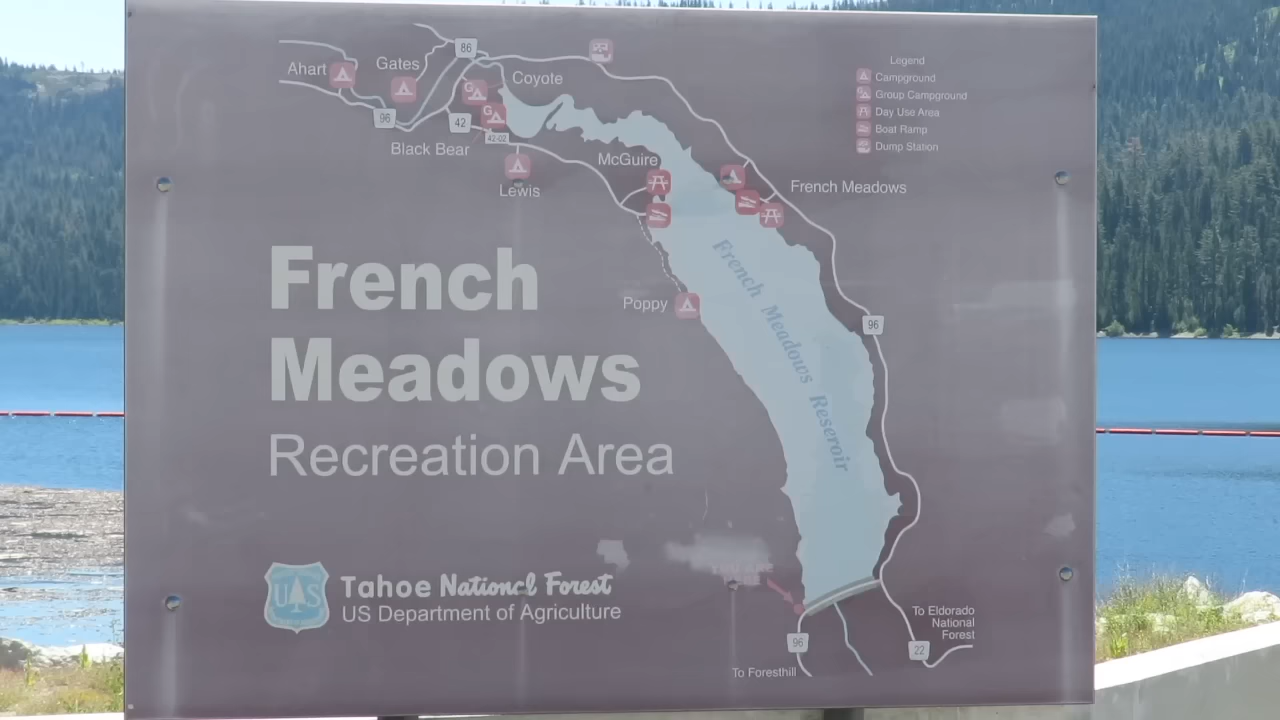 86
Ahart
Gates
Coyote
96
G
G
42
42-02
Black Bear
Lewis
McGuire
French Meadows
Poppy
Legend
Campground
Group Campground
Day Use Area
Boat Ramp
Dump Station
French Meadows Reseroir
96
French
Meadows
Recreation Area
UAS
Tahoe National Forest
US Department of Agriculture
96
To Foresthill
22
To Eldorado
National
Forest